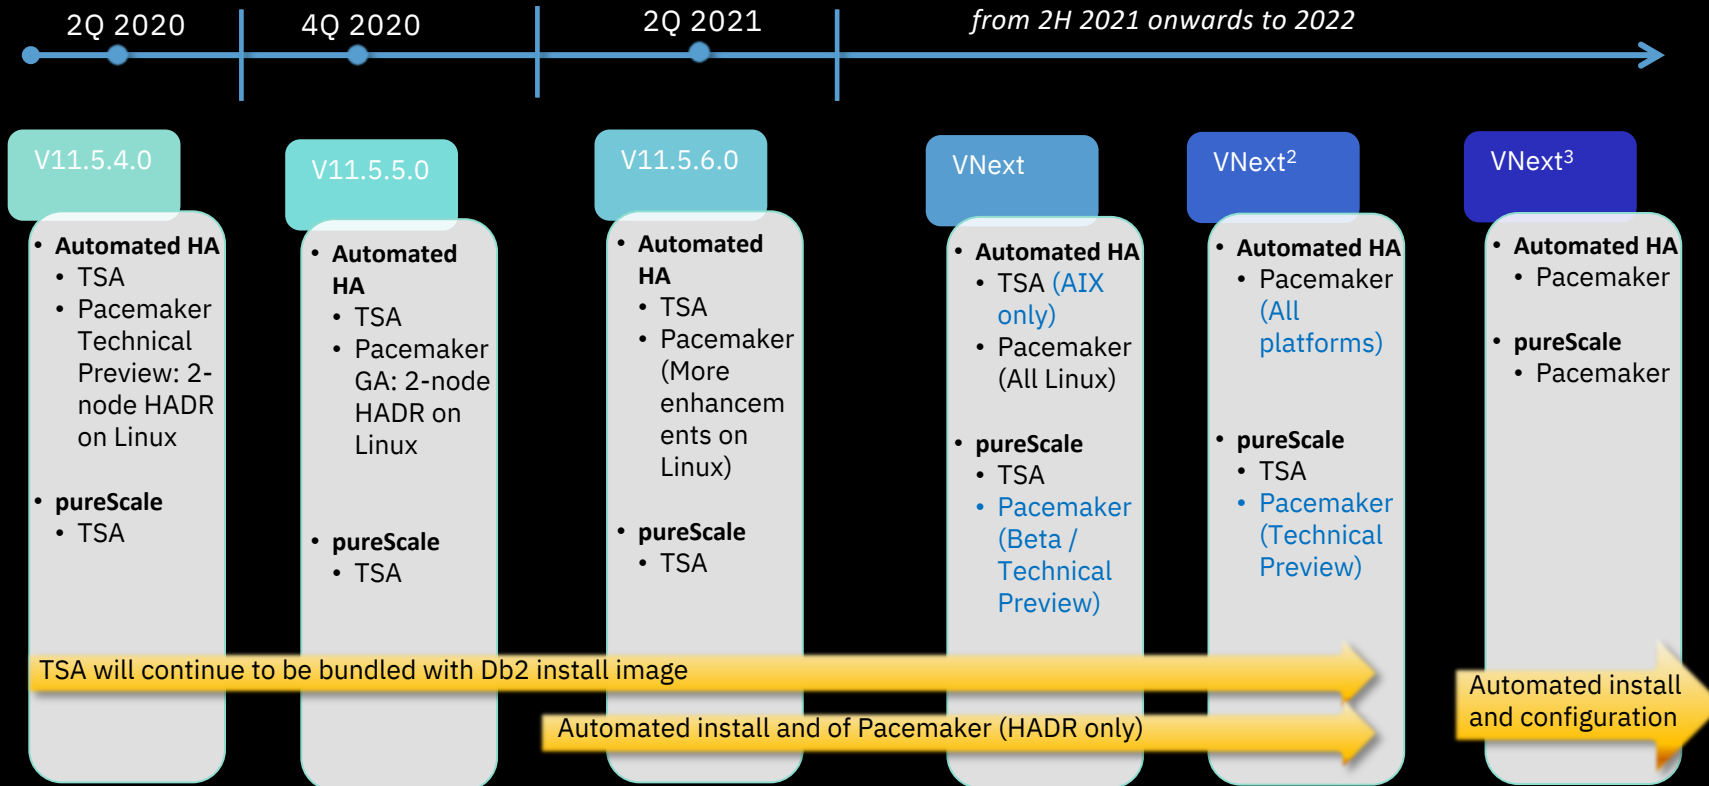 2Q 2020
4Q 2020
2Q 2021
from 2H 2021 onwards to 2022
V11.5.4.0
• Automated HA
• TSA
• Pacemaker
Technical
Preview: 2-
node HADR
on Linux
• pureScale
• TSA
V11.5.5.0
• Automated
HA
• TSA
• Pacemaker
GA: 2-node
HADR on
Linux
• pureScale
• TSA
V11.5.6.0
• Automated
HA
• TSA
• Pacemaker
(More
enhancem
ents on
Linux)
• pureScale
• TSA
VNext
• Automated HA
• TSA (AIX
only)
• Pacemaker
(All Linux)
• pureScale
• TSA
• Pacemaker
(Beta /
Technical
Preview)
VNext²
• Automated HA
• Pacemaker
(All
platforms)
• pureScale
• TSA
• Pacemaker
(Technical
Preview)
VNext³
• Automated HA
• Pacemaker
• pureScale
• Pacemaker
TSA will continue to be bundled with Db2 install image
Automated install and of Pacemaker (HADR only)
Automated install
and configuration